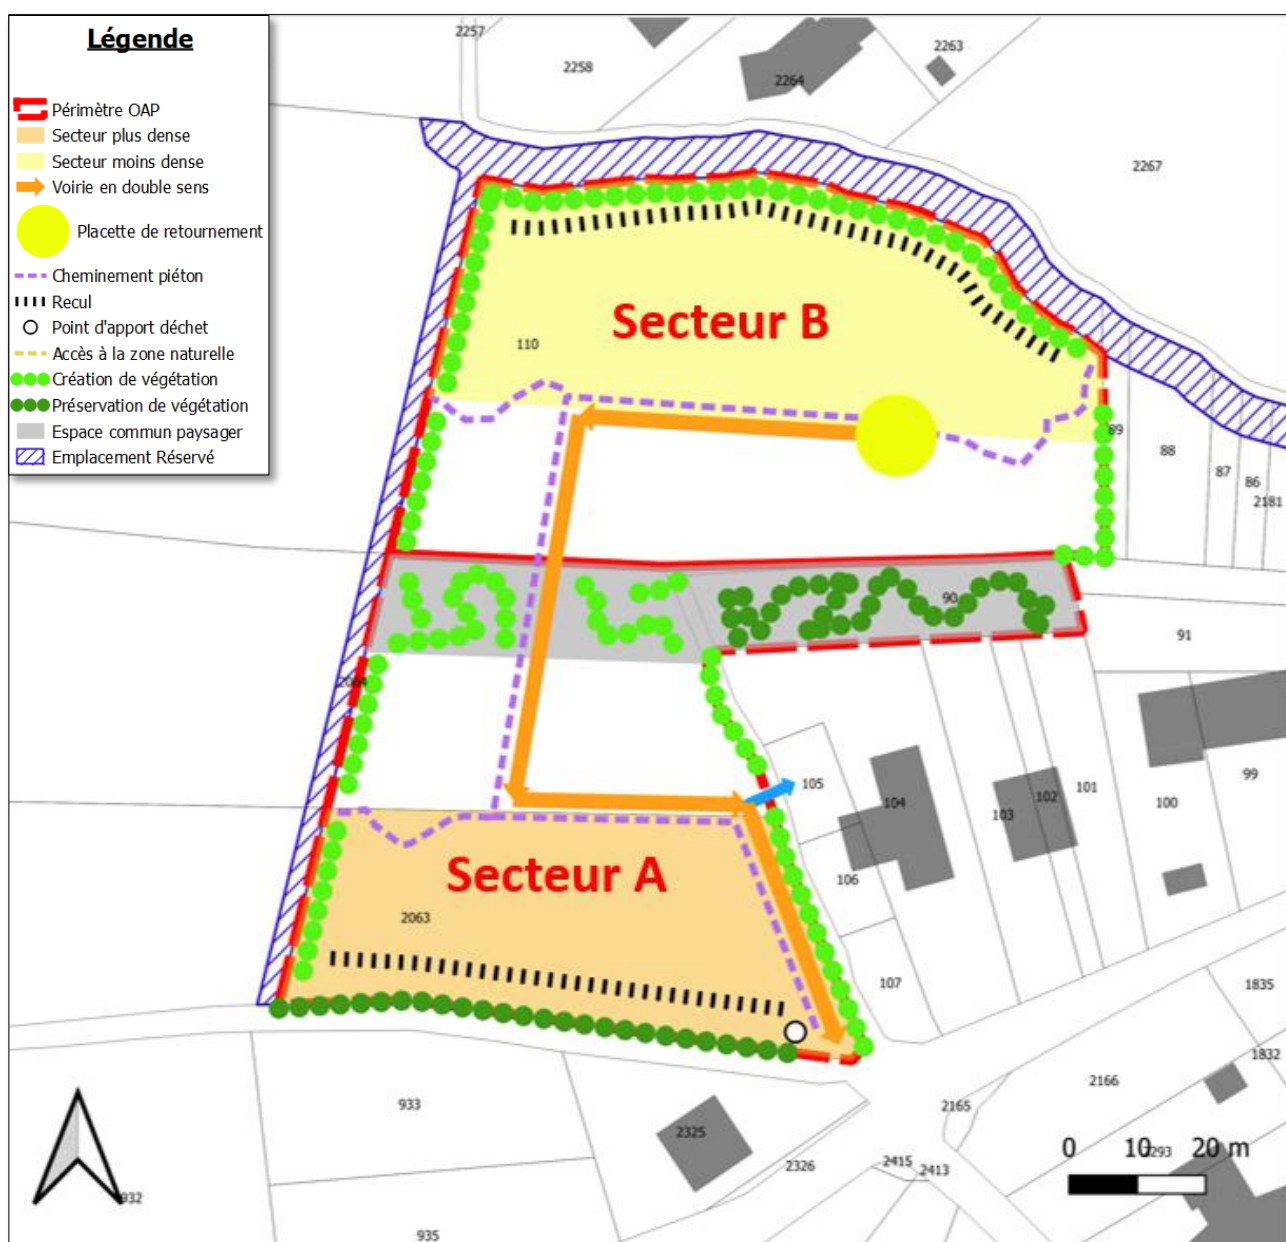 Légende
Périmètre OAP
Secteur plus dense
Secteur moins dense
Voirie en double sens
Placette de retournement
Cheminement piéton
Recul
Point d'apport déchet
Accès à la zone naturelle
Création de végétation
Préservation de végétation
Espace commun paysager
Emplacement Réservé
2257
2258
2264
2263
2267
Secteur B
110
89
88
87
86
2181
90
91
2064
105
104
103
102
101
100
99
106
Secteur A
2063
107
1835
1832
933
2325
2326
2166
2165
2415
2413
0 10 20 m
2293
932
935